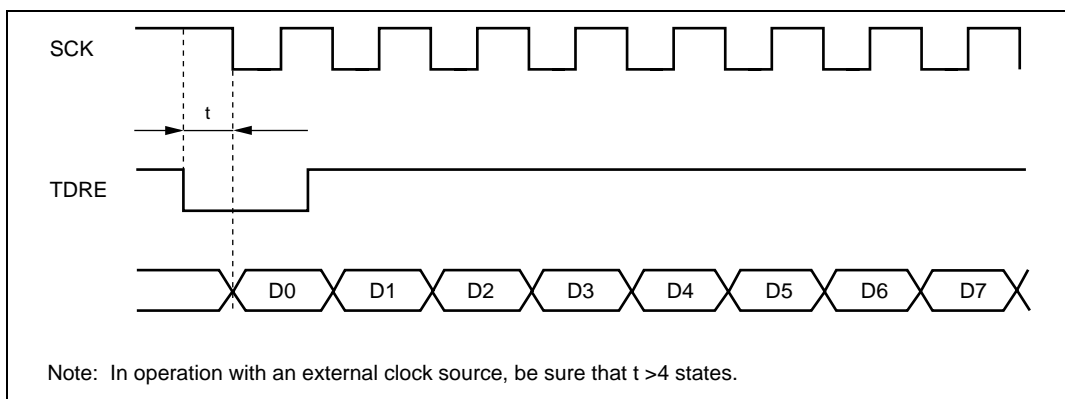 SCK
t
TDRE
D0 D1 D2 D3 D4 D5 D6 D7
Note: In operation with an external clock source, be sure that t >4 states.